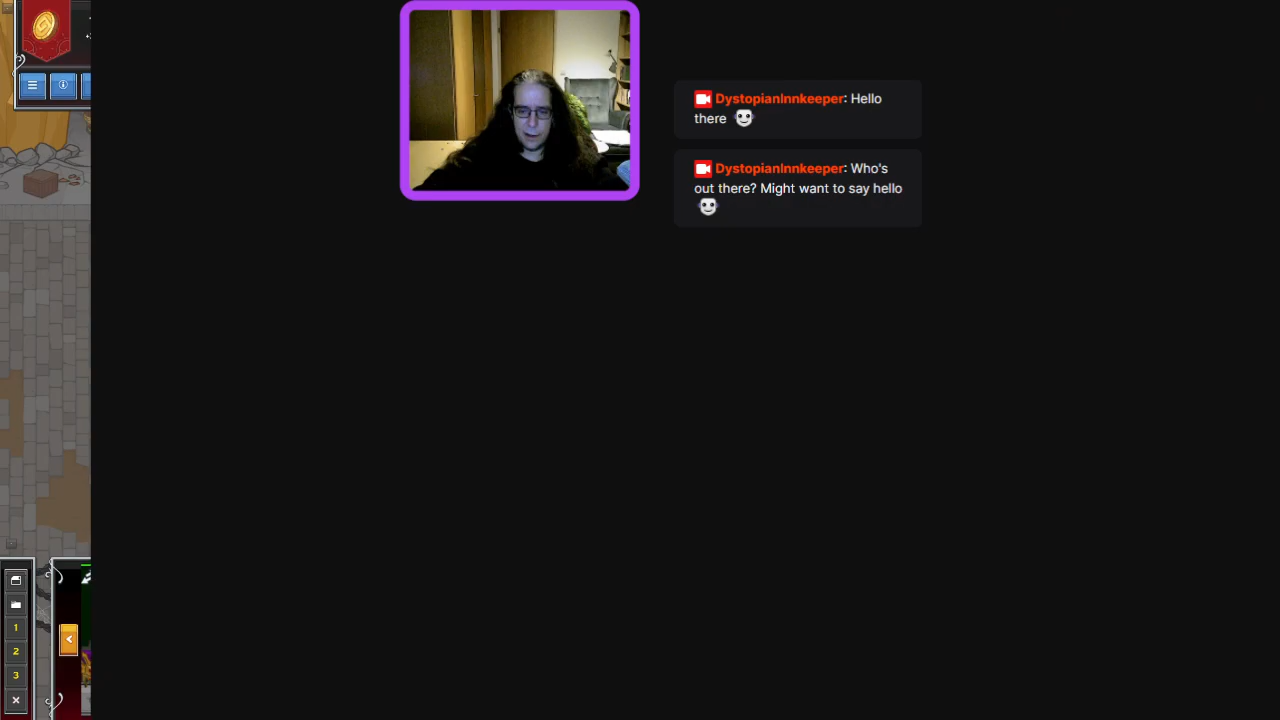 DystopianInnkeeper: Hello
there
DystopianInnkeeper: Who's
out there? Might want to say hello
1
2
3